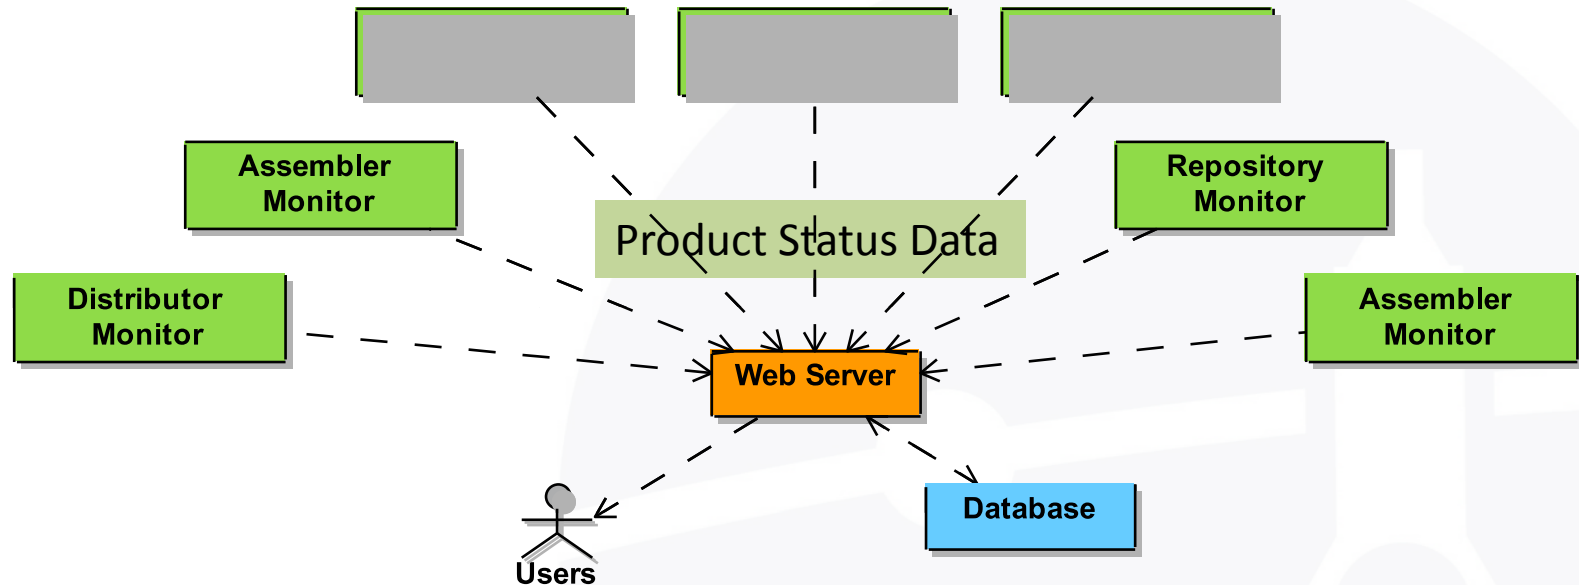 Assembler
Monitor
Repository
Monitor
Product Status Data
Distributor
Monitor
Assembler
Monitor
Web Server
Database
Users